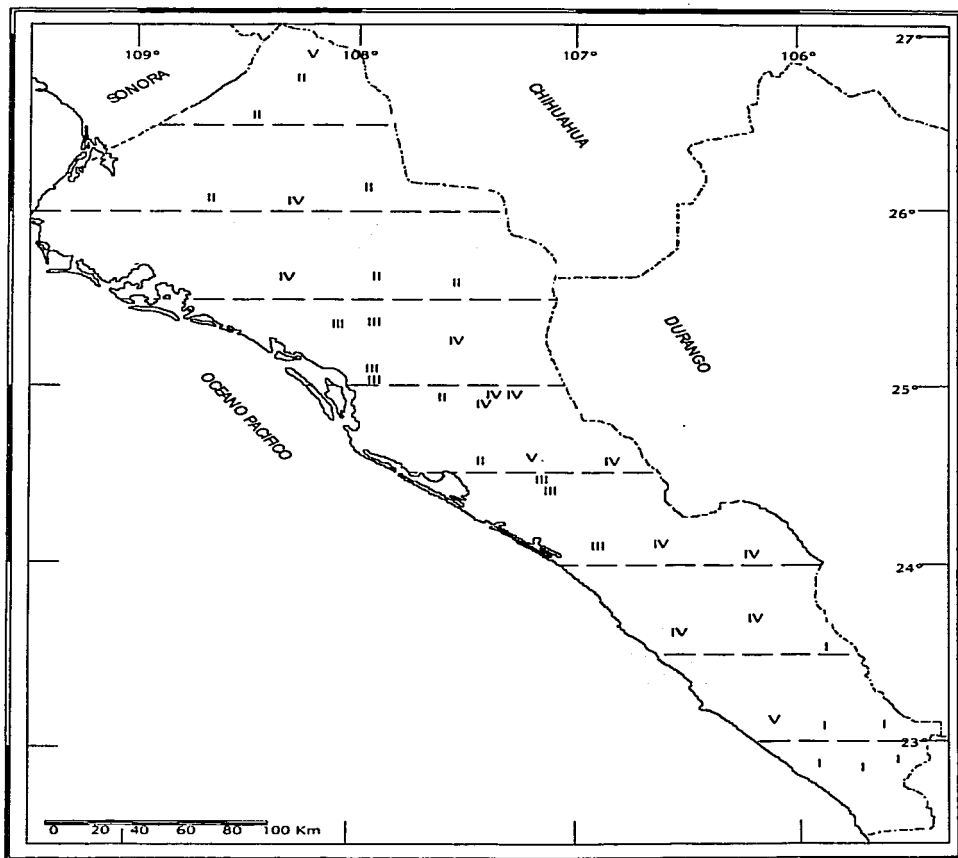 109° 108° 107° 106° 27°
V
SONORA
II
CHIHUAHUA
II
II
II IV
26°
IV II II
III III
IV
DURANGO
III
III
25°
II IV IV
IV
OCEANO PACIFICO
II V. IV
III
III
III IV IV
24°
IV IV
I
V I I
23°
I I I
0 20 40 60 80 100 Km